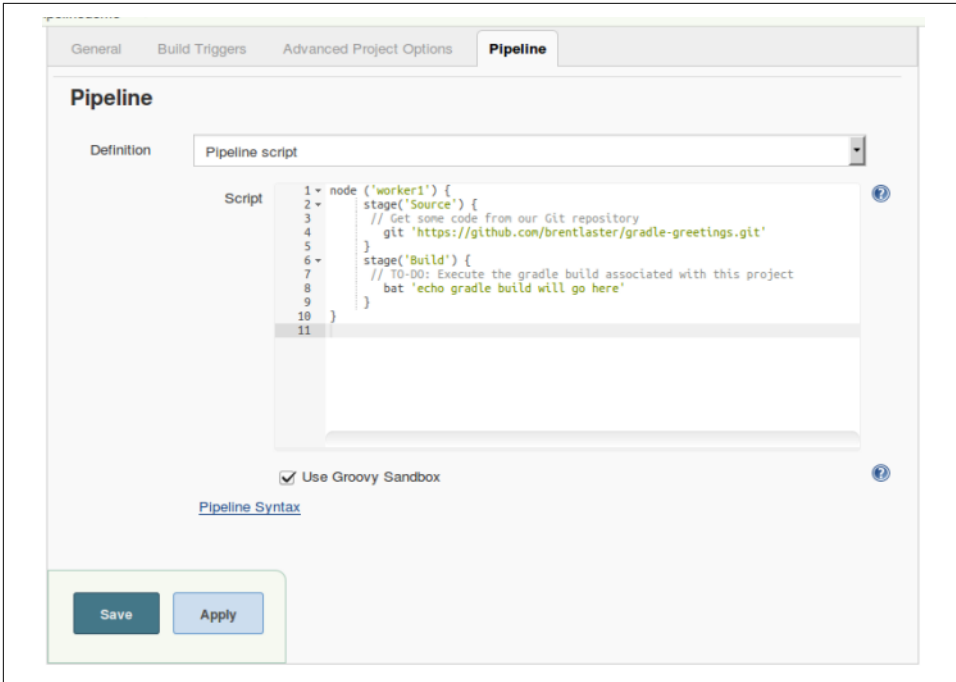 General Build Triggers Advanced Project Options Pipeline
Pipeline
Definition Pipeline script
Script
1 node ('worker1') {
2 stage('Source') {
3 // Get some code from our Git repository
4 git 'https://github.com/brentlaster/gradle-greetings.git'
5 }
6 stage('Build') {
7 // TO-DO: Execute the gradle build associated with this project
8 bat 'echo gradle build will go here'
9 }
10 }
11
Use Groovy Sandbox
Pipeline Syntax
Save Apply